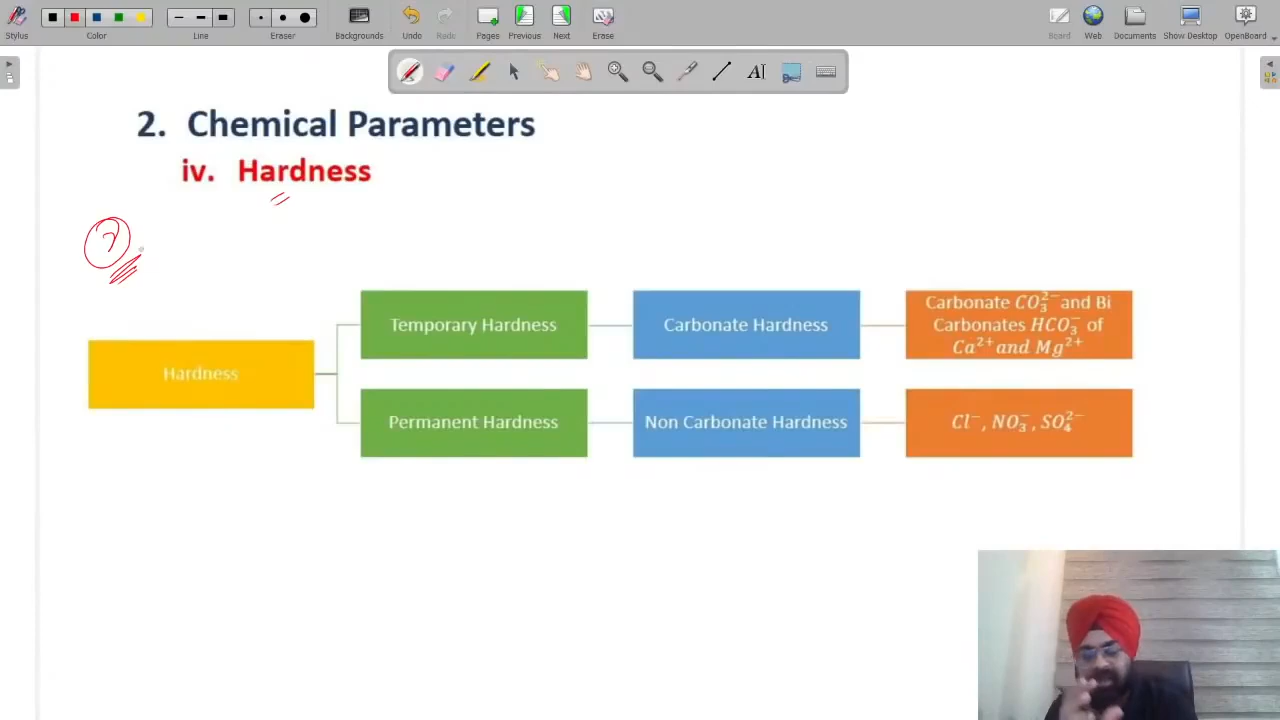 Stylus
Color
Line
Eraser
Backgrounds
Undo
Redo
Pages
Previous
Next
Erase
Board
Web
Documents
Show Desktop
OpenBoard
2. Chemical Parameters
iv. Hardness
Hardness
Temporary Hardness
Carbonate Hardness
Carbonate CO₃²⁻ and Bi
Carbonates HCO₃⁻ of
Ca²⁺ and Mg²⁺
Permanent Hardness
Non Carbonate Hardness
Cl⁻, NO₃⁻, SO₄²⁻